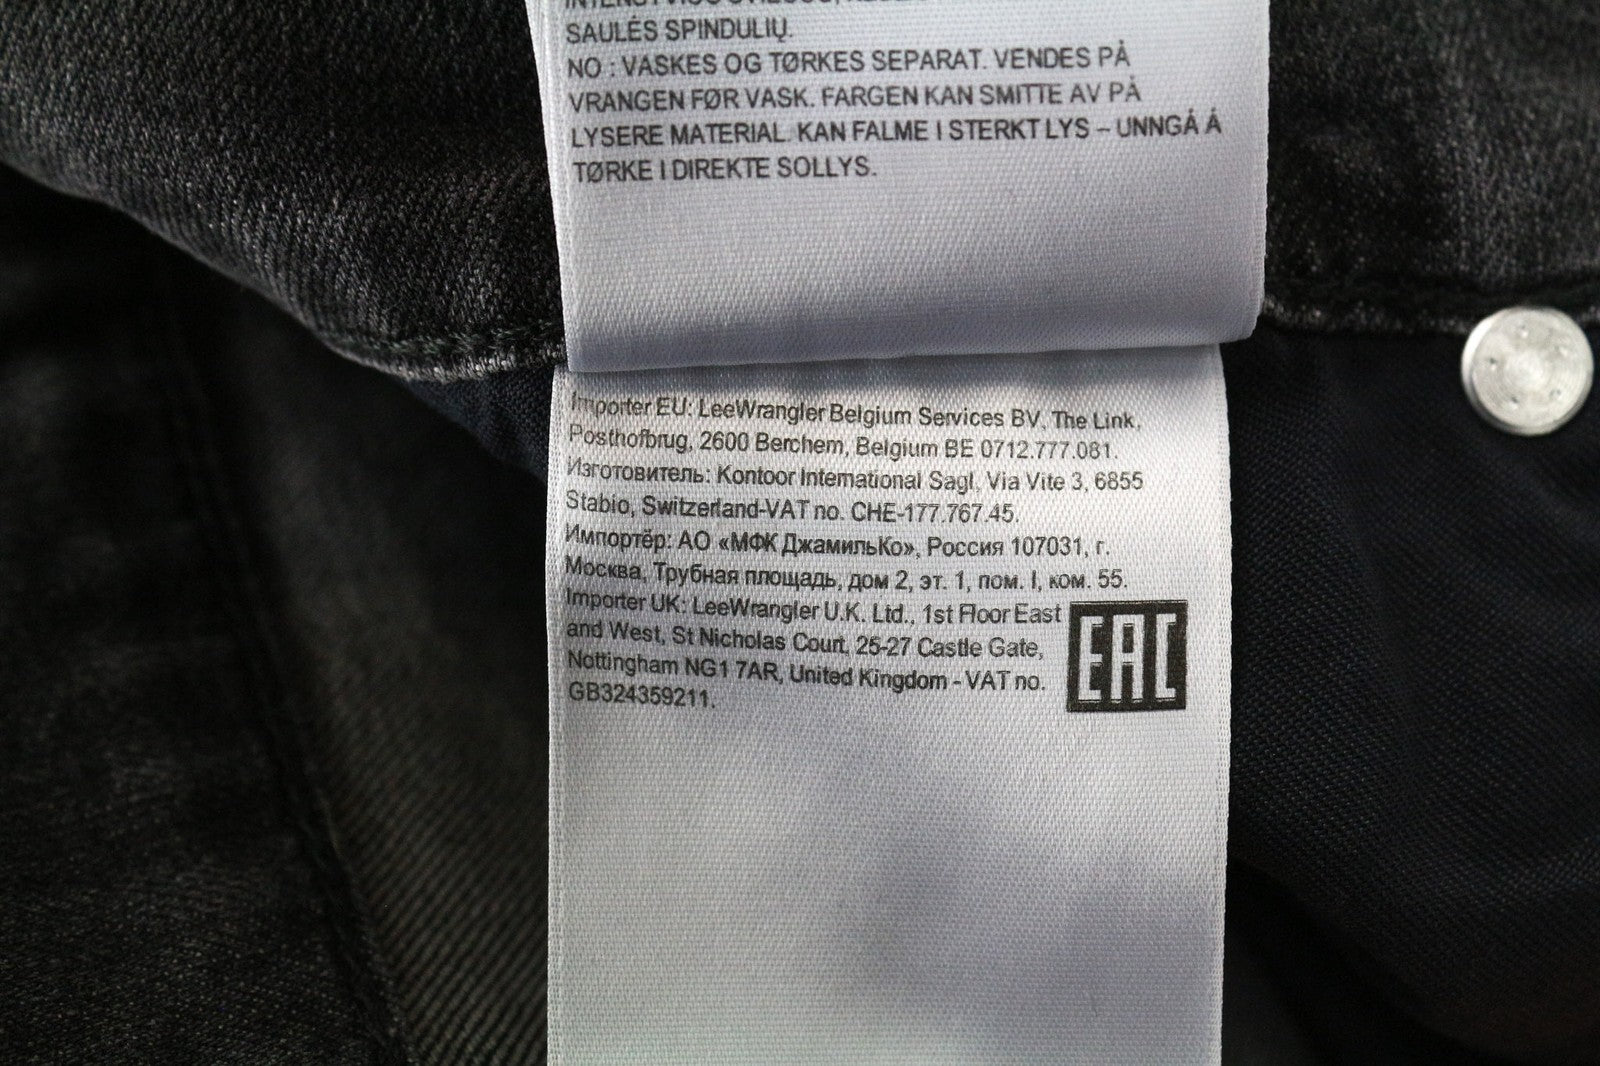 SAULĖS SPINDULIŲ.
NO : VASKES OG TØRKES SEPARAT. VENDES PÅ
VRANGEN FØR VASK. FARGEN KAN SMITTE AV PÅ
LYSERE MATERIAL. KAN FALME I STERKT LYS – UNNGÅ Å
TØRKE I DIREKTE SOLLYS.
Importer EU: LeeWrangler Belgium Services BV, The Link,
Posthofbrug, 2600 Berchem, Belgium BE 0712.777.081.
Изготовитель: Kontoor International Sagl, Via Vite 3, 6855
Stabio, Switzerland-VAT no. CHE-177.767.45.
Импортёр: АО «МФК ДжамильКо», Россия 107031, г.
Москва, Трубная площадь, дом 2, эт. 1, пом. I, ком. 55.
Importer UK: LeeWrangler U.K. Ltd., 1st Floor East
and West, St Nicholas Court, 25-27 Castle Gate,
Nottingham NG1 7AR, United Kingdom - VAT no.
GB324359211.
EAC